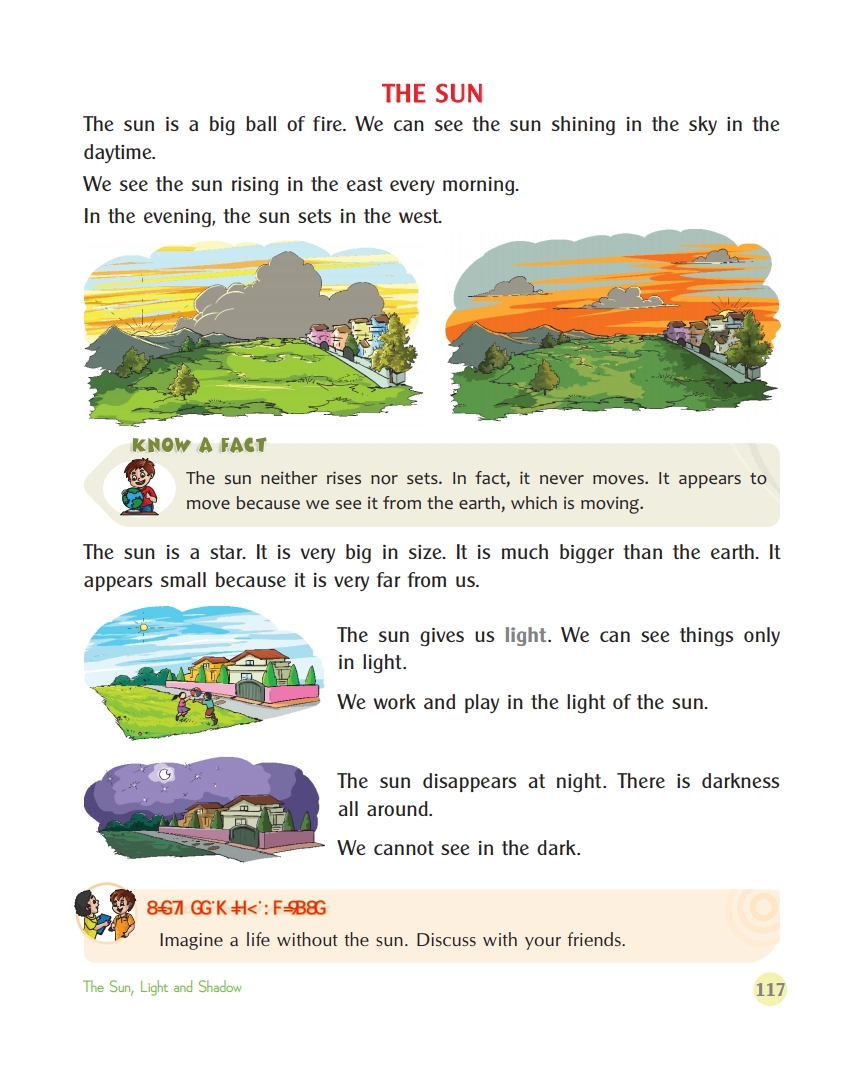 THE SUN
The sun is a big ball of fire. We can see the sun shining in the sky in the
daytime.
We see the sun rising in the east every morning.
In the evening, the sun sets in the west.
KNOW A FACT
The sun neither rises nor sets. In fact, it never moves. It appears to
move because we see it from the earth, which is moving.
The sun is a star. It is very big in size. It is much bigger than the earth. It
appears small because it is very far from us.
The sun gives us light. We can see things only
in light.
We work and play in the light of the sun.
The sun disappears at night. There is darkness
all around.
We cannot see in the dark.
Imagine a life without the sun. Discuss with your friends.
The Sun, Light and Shadow
117